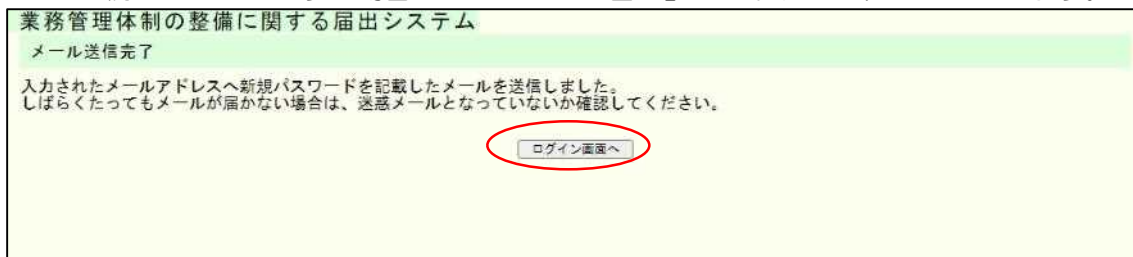 業務管理体制の整備に関する届出システム
メール送信完了
入力されたメールアドレスへ新規パスワードを記載したメールを送信しました。
しばらくたってもメールが届かない場合は、迷惑メールとなっていないか確認してください。
ログイン画面へ